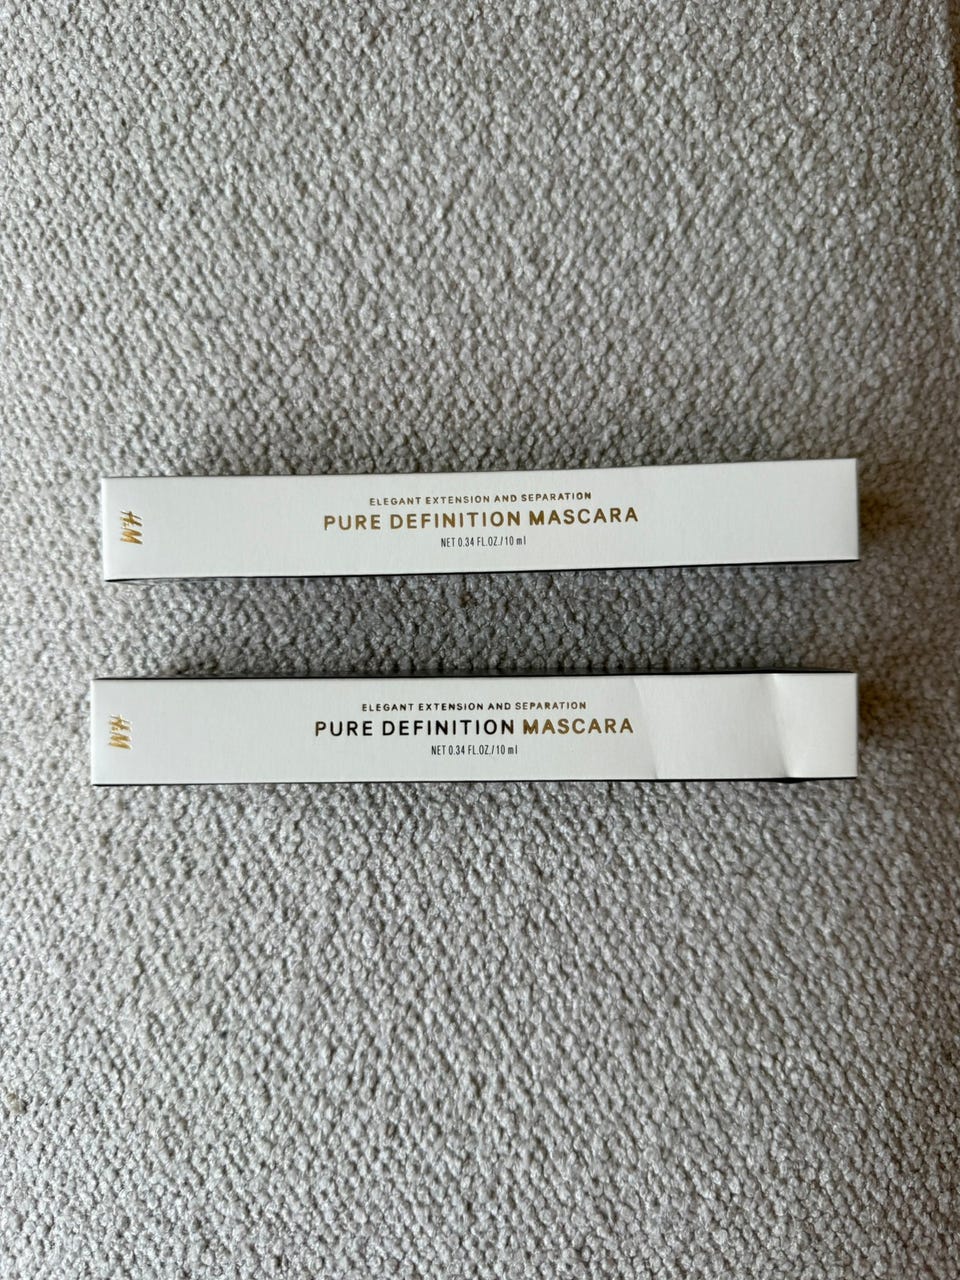 H&M
ELEGANT EXTENSION AND SEPARATION
PURE DEFINITION MASCARA
NET 0.34 FL.OZ./10 ml
H&M
ELEGANT EXTENSION AND SEPARATION
PURE DEFINITION MASCARA
NET 0.34 FL.OZ./10 ml